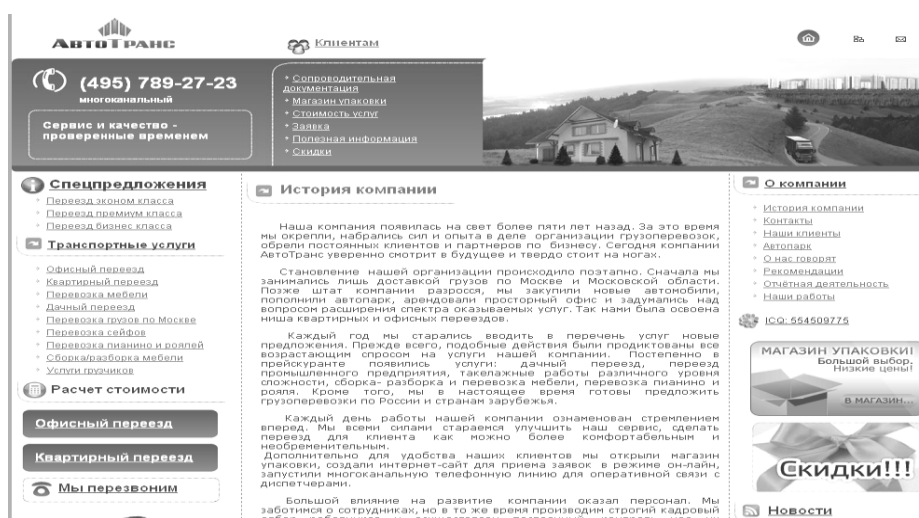 АвтоТранс
Клиентам
(495) 789-27-23
многоканальный
Сервис и качество -
проверенные временем
* Сопроводительная
документация
* Магазин упаковки
* Стоимость услуг
* Заявка
* Полезная информация
* Скидки
Спецпредложения
Переезд эконом класса
Переезд премиум класса
Переезд бизнес класса
Транспортные услуги
Офисный переезд
Квартирный переезд
Перевозка мебели
Дачный переезд
Перевозка грузов по Москве
Перевозка сейфов
Перевозка пианино и роялей
Сборка/разборка мебели
Услуги грузчиков
Расчет стоимости
Офисный переезд
Квартирный переезд
Мы перезвоним
История компании
Наша компания появилась на свет более пяти лет назад. За это время
мы окрепли, набрались сил и опыта в деле организации грузоперевозок,
обрели постоянных клиентов и партнеров по бизнесу. Сегодня компании
АвтоТранс уверенно смотрит в будущее и твердо стоит на ногах.
Становление нашей организации происходило поэтапно. Сначала мы
занимались лишь доставкой грузов по Москве и Московской области.
Позже штат компании разросся, мы закупили новые автомобили,
пополнили автопарк, арендовали просторный офис и задумались над
вопросом расширения спектра оказываемых услуг. Так нами была освоена
ниша квартирных и офисных переездов.
Каждый год мы старались вводить в перечень услуг новые
предложения. Прежде всего, подобные действия были продиктованы все
возрастающим спросом на услуги нашей компании. Постепенно в
прейскуранте появились услуги: дачный переезд, переезд
промышленного предприятия, такелажные работы различного уровня
сложности, сборка- разборка и перевозка мебели, перевозка пианино и
рояля. Кроме того, мы в настоящее время готовы предложить
грузоперевозки по России и странам зарубежья.
Каждый день работы нашей компании ознаменован стремлением
вперед. Мы всеми силами стараемся улучшить наш сервис, сделать
переезд для клиента как можно более комфортабельным и
необременительным.
Дополнительно для удобства наших клиентов мы открыли магазин
упаковки, создали интернет-сайт для приема заявок в режиме он-лайн,
запустили многоканальную телефонную линию для оперативной связи с
диспетчерами.
Большой влияние на развитие компании оказал персонал. Мы
заботимся о сотрудниках, но в то же время производим строгий кадровый
О компании
История компании
Контакты
Наши клиенты
Автопарк
О нас говорят
Рекомендации
Отчётная деятельность
Наши работы
ICQ: 554509775
МАГАЗИН УПАКОВКИ!
Большой выбор.
Низкие цены!
В МАГАЗИН...
Скидки!!!
Новости